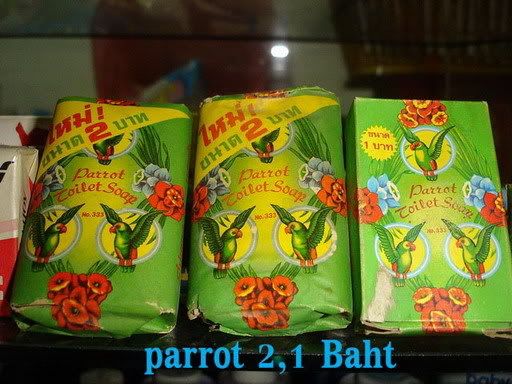 ใหม่!
ขนาด 2 บาท
Parrot
Toilet Soap
No.333
ใหม่!
ขนาด 2 บาท
Parrot
Toilet Soap
No.333
ขนาด
1 บาท
Parrot
Toilet Soap
No.333
parrot 2,1 Baht